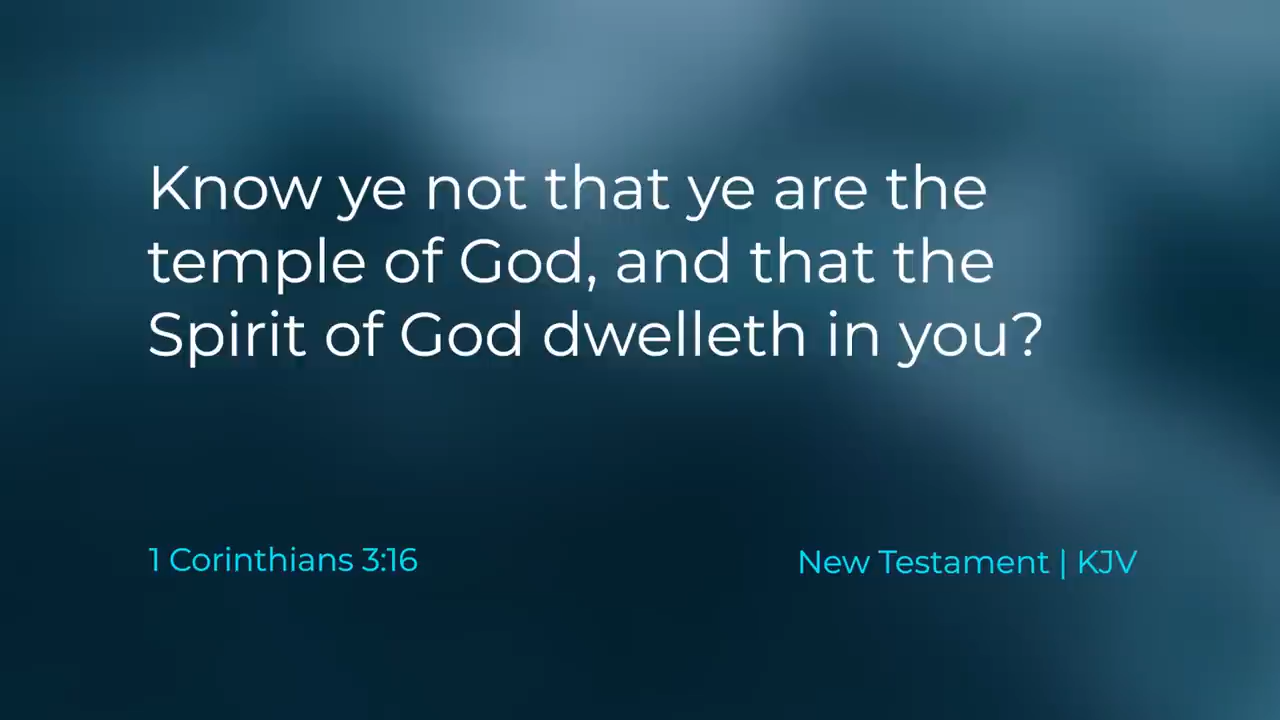 Know ye not that ye are the
temple of God, and that the
Spirit of God dwelleth in you?
1 Corinthians 3:16
New Testament | KJV